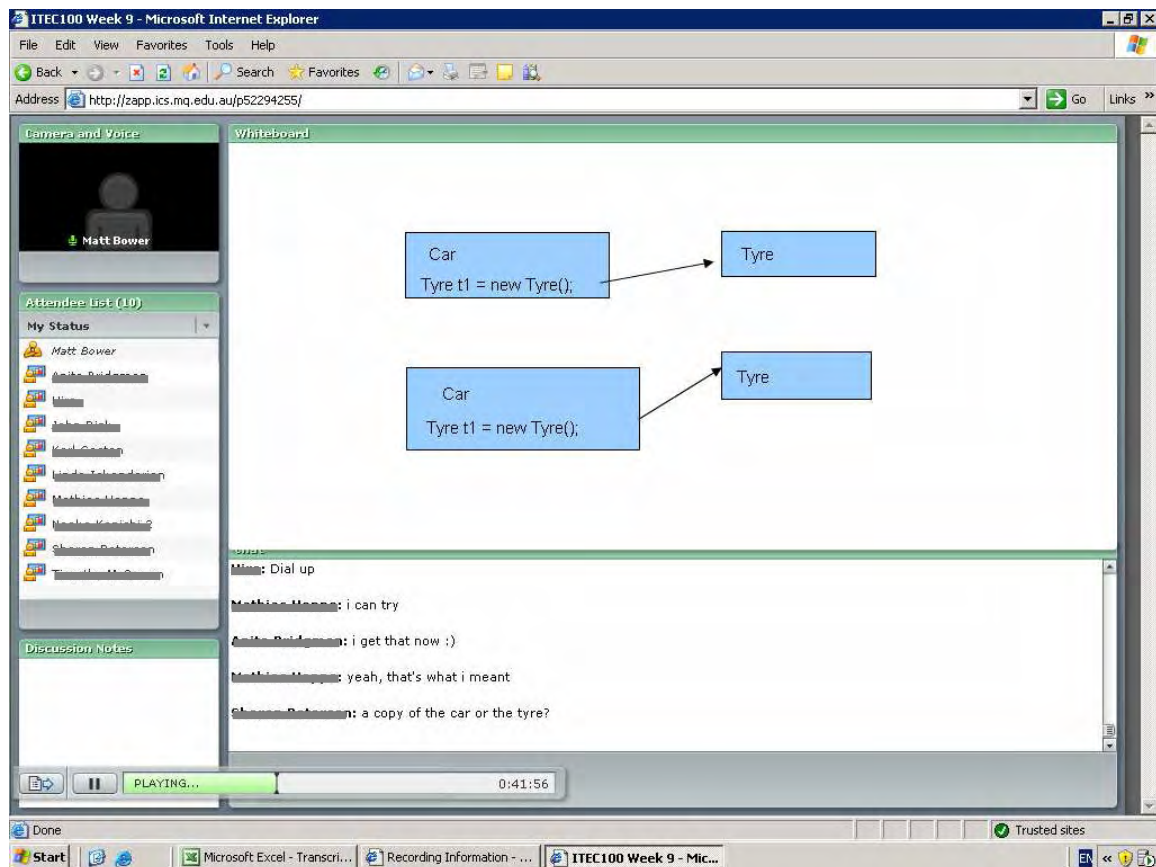 ITEC100 Week 9 - Microsoft Internet Explorer
File Edit View Favorites Tools Help
Back Search Favorites
Address http://zapp.ics.mq.edu.au/p52294255/ Go Links »
Camera and Voice
Matt Bower
Attendee List (10)
My Status
Matt Bower
Discussion Notes
Whiteboard
Car
Tyre t1 = new Tyre();
Tyre
Car
Tyre t1 = new Tyre();
Tyre
Chat
: Dial up
: i can try
: i get that now :)
: yeah, that's what i meant
: a copy of the car or the tyre?
PLAYING... 0:41:56
Done Trusted sites
Start Microsoft Excel - Transcri... Recording Information - ... ITEC100 Week 9 - Mic... EN «